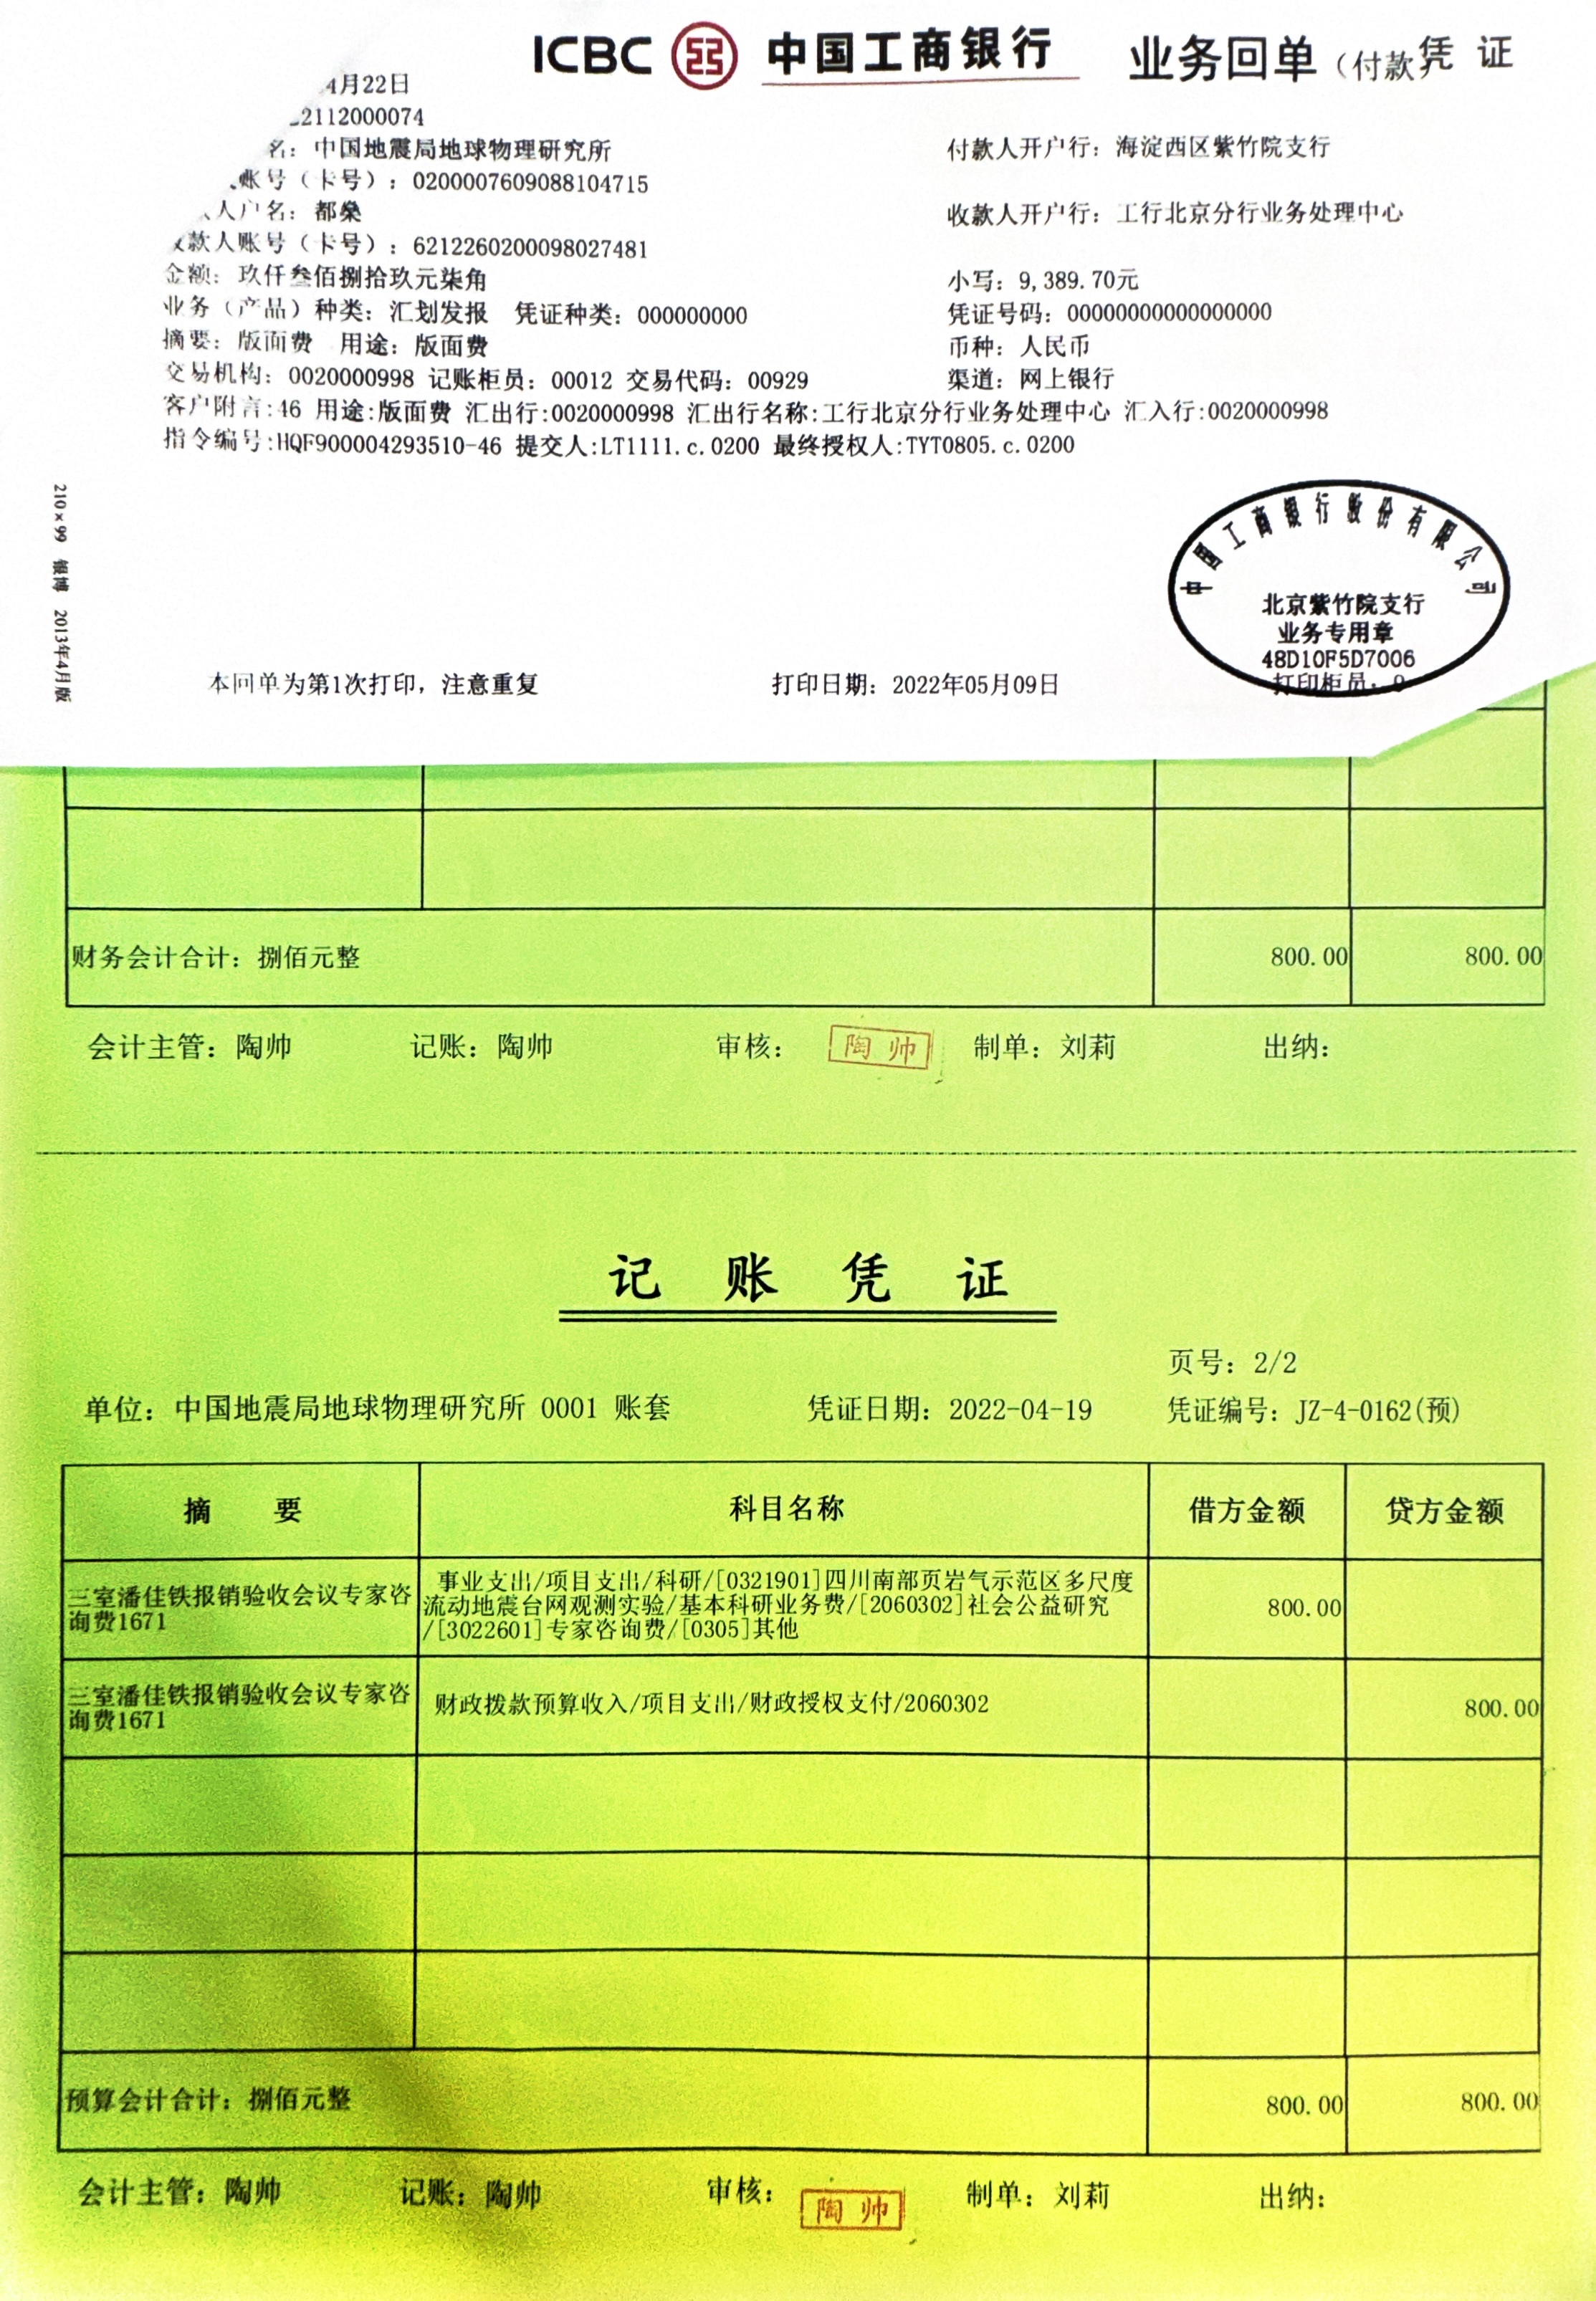 ICBC 中国工商银行 业务回单（付款）凭 证
4月22日
22112000074
名：中国地震局地球物理研究所 付款人开户行：海淀西区紫竹院支行
账号（卡号）：0200007609088104715
人户名：都燊 收款人开户行：工行北京分行业务处理中心
收款人账号（卡号）：6212260200098027481
金额：玖仟叁佰捌拾玖元柒角 小写：9,389.70元
业务（产品）种类：汇划发报 凭证种类：000000000 凭证号码：00000000000000000
摘要：版面费 用途：版面费 币种：人民币
交易机构：0020000998 记账柜员：00012 交易代码：00929 渠道：网上银行
客户附言:46 用途:版面费 汇出行:0020000998 汇出行名称:工行北京分行业务处理中心 汇入行:0020000998
指令编号:HQF900004293510-46 提交人:LT1111.c.0200 最终授权人:TYT0805.c.0200
210×99 银博 2013年4月版
中国工商银行股份有限公司
北京紫竹院支行
业务专用章
48D10F5D7006
本回单为第1次打印，注意重复 打印日期：2022年05月09日 打印柜员：9
财务会计合计：捌佰元整 800.00 800.00
会计主管：陶帅 记账：陶帅 审核： 陶帅 制单：刘莉 出纳：
记 账 凭 证
页号：2/2
单位：中国地震局地球物理研究所 0001 账套 凭证日期：2022-04-19 凭证编号：JZ-4-0162(预)
摘 要 科目名称 借方金额 贷方金额
三室潘佳铁报销验收会议专家咨
询费1671
事业支出/项目支出/科研/[0321901]四川南部页岩气示范区多尺度
流动地震台网观测实验/基本科研业务费/[2060302]社会公益研究
/[3022601]专家咨询费/[0305]其他
800.00
三室潘佳铁报销验收会议专家咨
询费1671
财政拨款预算收入/项目支出/财政授权支付/2060302
800.00
预算会计合计：捌佰元整 800.00 800.00
会计主管：陶帅 记账：陶帅 审核： 陶帅 制单：刘莉 出纳：